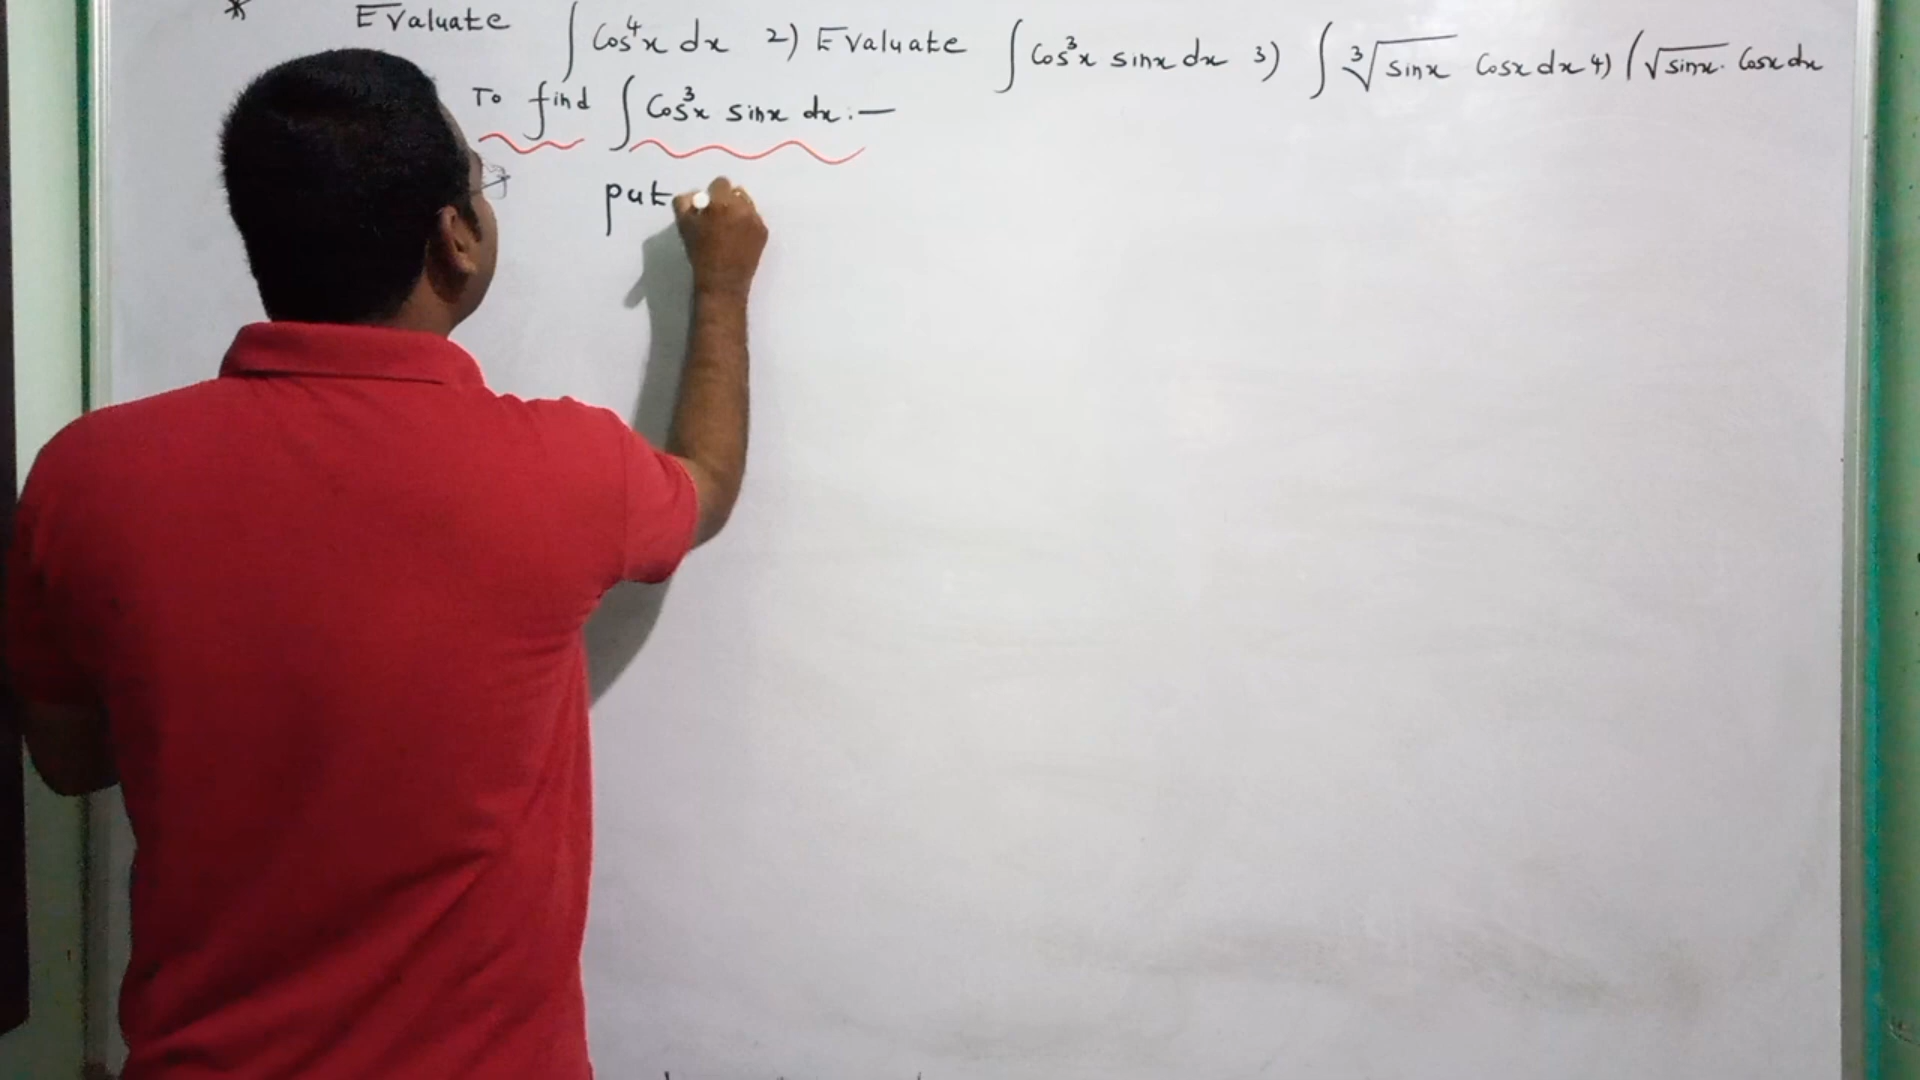 * Evaluate ∫ Cos⁴x dx 2) Evaluate ∫ Cos³x sinx dx 3) ∫ ∛sinx Cosx dx 4) ∫ √sinx · Cosx dx
To find ∫ Cos³x sinx dx :—
put